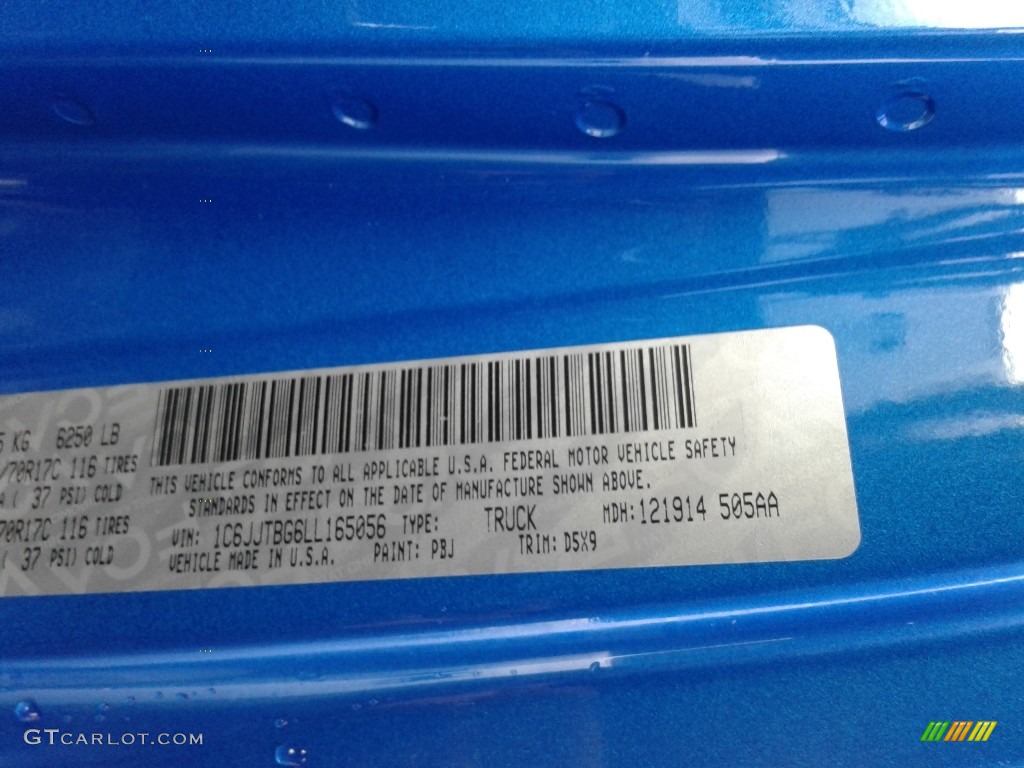 5 KG 6250 LB
/70R17C 116 TIRES
( 37 PSI) COLD
70R17C 116 TIRES
( 37 PSI) COLD
THIS VEHICLE CONFORMS TO ALL APPLICABLE U.S.A. FEDERAL MOTOR VEHICLE SAFETY
STANDARDS IN EFFECT ON THE DATE OF MANUFACTURE SHOWN ABOVE.
VIN: 1C6JJTBG6LL165056 TYPE: TRUCK MDH: 121914 505AA
VEHICLE MADE IN U.S.A. PAINT: PBJ TRIM: D5X9
GTCARLOT.COM